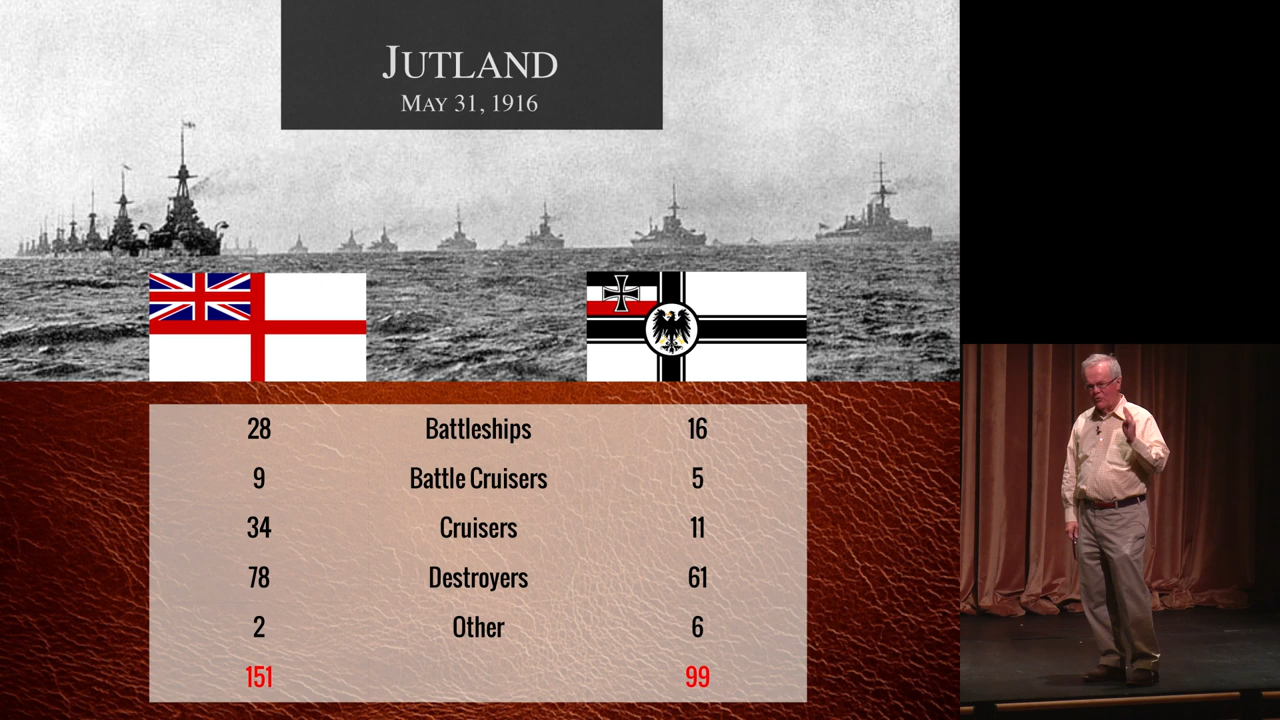 JUTLAND
MAY 31, 1916
28 Battleships 16
9 Battle Cruisers 5
34 Cruisers 11
78 Destroyers 61
2 Other 6
151 99